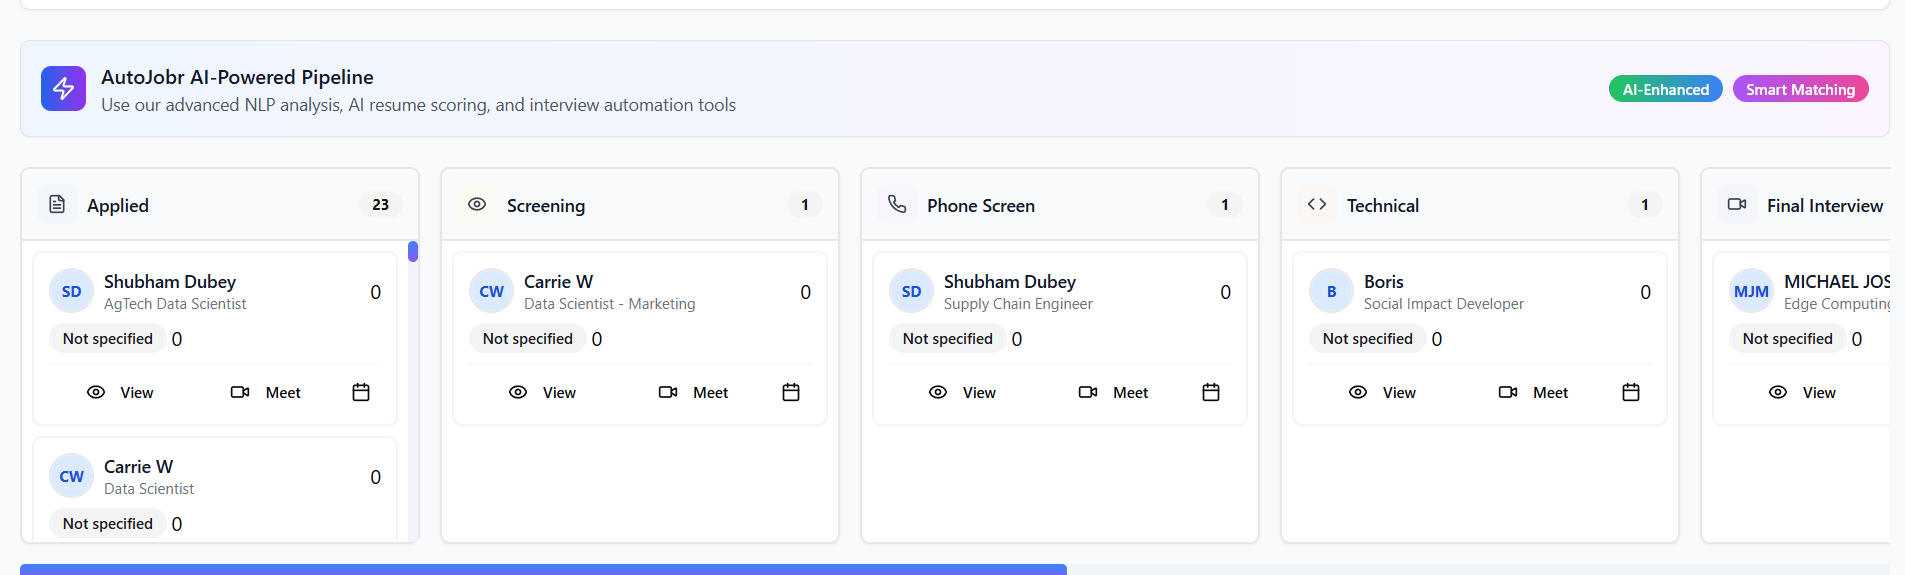 AutoJobr AI-Powered Pipeline
Use our advanced NLP analysis, AI resume scoring, and interview automation tools
AI-Enhanced
Smart Matching
Applied
23
SD
Shubham Dubey
AgTech Data Scientist
0
Not specified
0
View
Meet
CW
Carrie W
Data Scientist
0
Not specified
0
Screening
1
CW
Carrie W
Data Scientist - Marketing
0
Not specified
0
View
Meet
Phone Screen
1
SD
Shubham Dubey
Supply Chain Engineer
0
Not specified
0
View
Meet
Technical
1
B
Boris
Social Impact Developer
0
Not specified
0
View
Meet
Final Interview
MJM
MICHAEL JOS
Edge Computing
Not specified
0
View